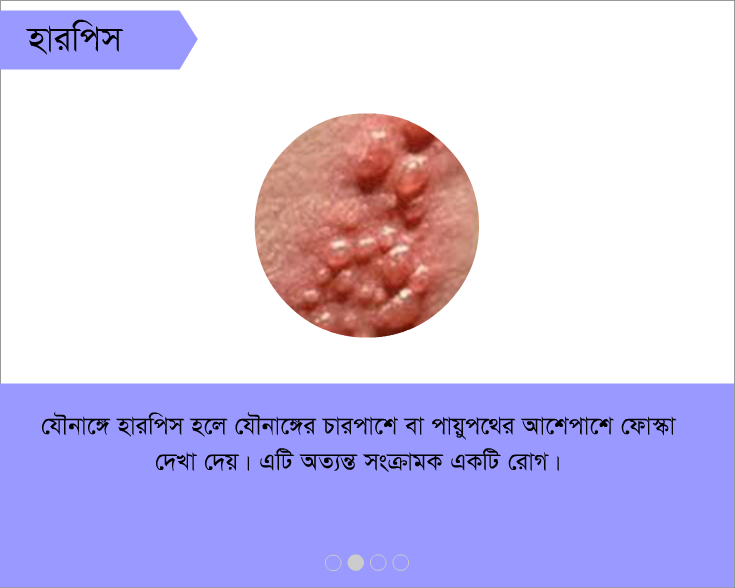 হারপিস
যৌনাঙ্গে হারপিস হলে যৌনাঙ্গের চারপাশে বা পায়ুপথের আশেপাশে ফোস্কা
দেখা দেয়। এটি অত্যন্ত সংক্রামক একটি রোগ।